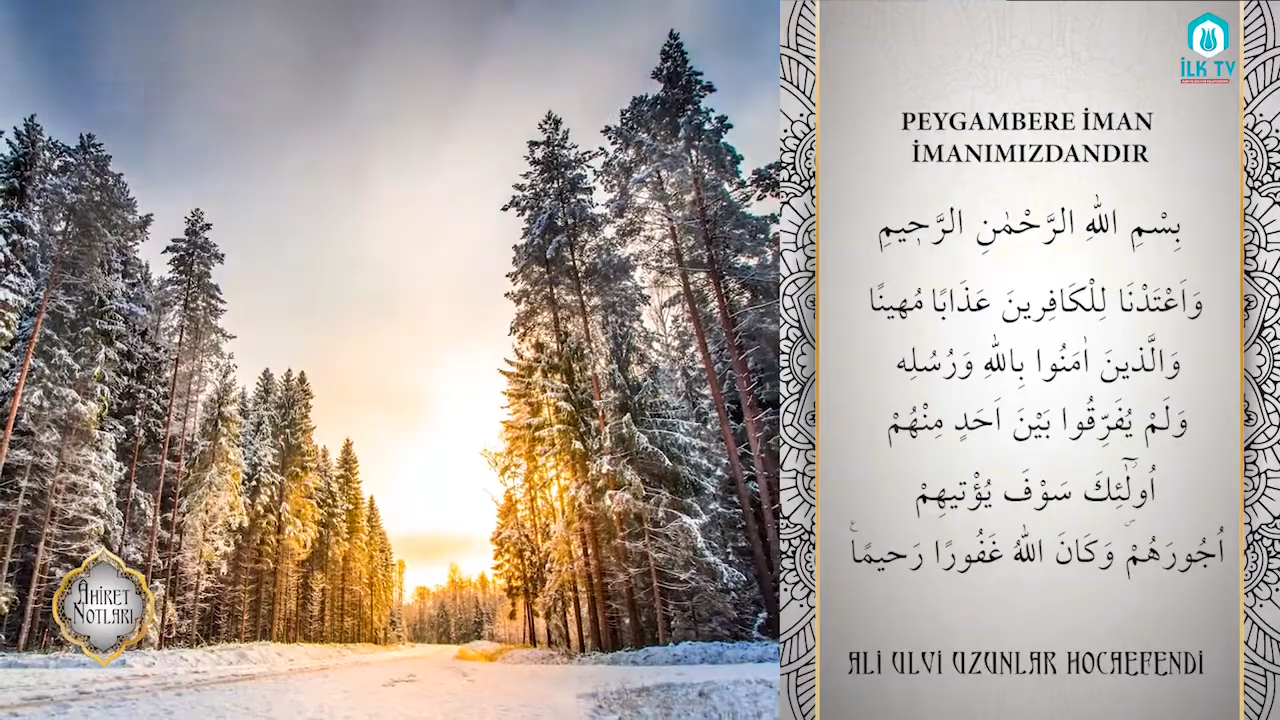 İLK TV
PEYGAMBERE İMAN
İMANIMIZDANDIR
بِسْمِ اللّٰهِ الرَّحْمٰنِ الرَّحٖيمِ
وَاَعْتَدْنَا لِلْكَافِرٖينَ عَذَابًا مُهٖينًا
وَالَّذٖينَ اٰمَنُوا بِاللّٰهِ وَرُسُلِهٖ
وَلَمْ يُفَرِّقُوا بَيْنَ اَحَدٍ مِنْهُمْ
اُولٰٓئِكَ سَوْفَ يُؤْتٖيهِمْ
اُجُورَهُمْۜ وَكَانَ اللّٰهُ غَفُورًا رَحٖيمًاࣖ
ALİ ULVİ UZUNLAR HOCAEFENDİ
AHİRET
NOTLARI